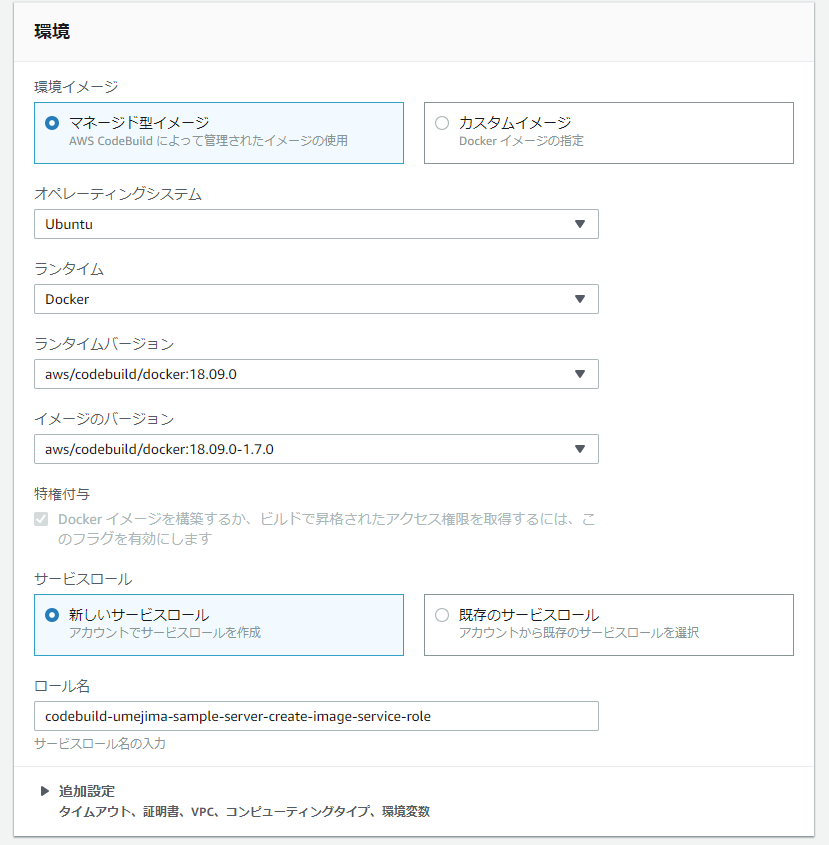 環境
環境イメージ
マネージド型イメージ
AWS CodeBuild によって管理されたイメージの使用
カスタムイメージ
Docker イメージの指定
オペレーティングシステム
Ubuntu
ランタイム
Docker
ランタイムバージョン
aws/codebuild/docker:18.09.0
イメージのバージョン
aws/codebuild/docker:18.09.0-1.7.0
特権付与
Docker イメージを構築するか、ビルドで昇格されたアクセス権限を取得するには、こ
のフラグを有効にします
サービスロール
新しいサービスロール
アカウントでサービスロールを作成
既存のサービスロール
アカウントから既存のサービスロールを選択
ロール名
codebuild-umejima-sample-server-create-image-service-role
サービスロール名の入力
追加設定
タイムアウト、証明書、VPC、コンピューティングタイプ、環境変数